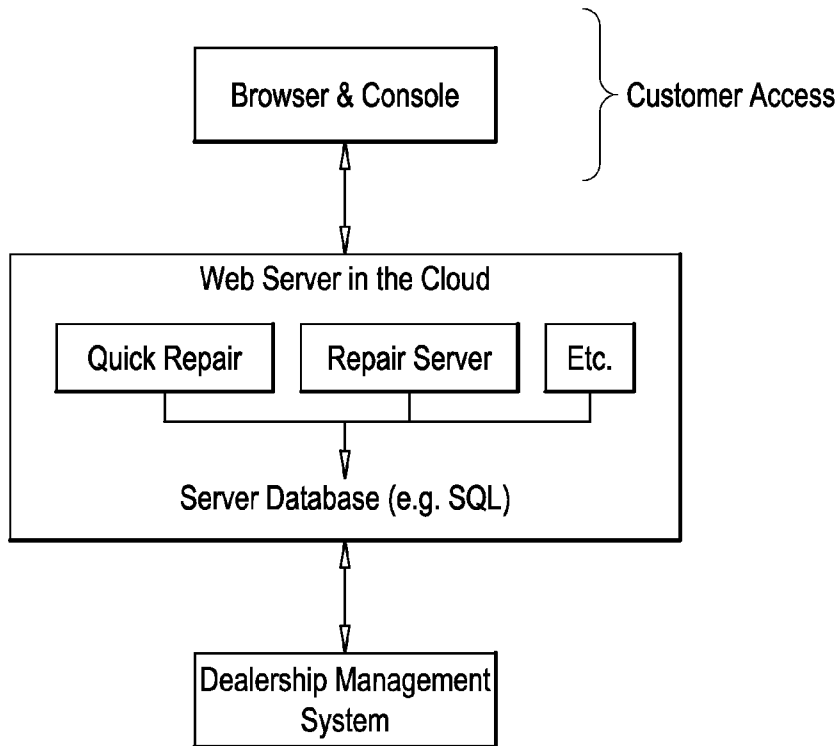 Browser & Console
Customer Access
Web Server in the Cloud
Quick Repair
Repair Server
Etc.
Server Database (e.g. SQL)
Dealership Management
System